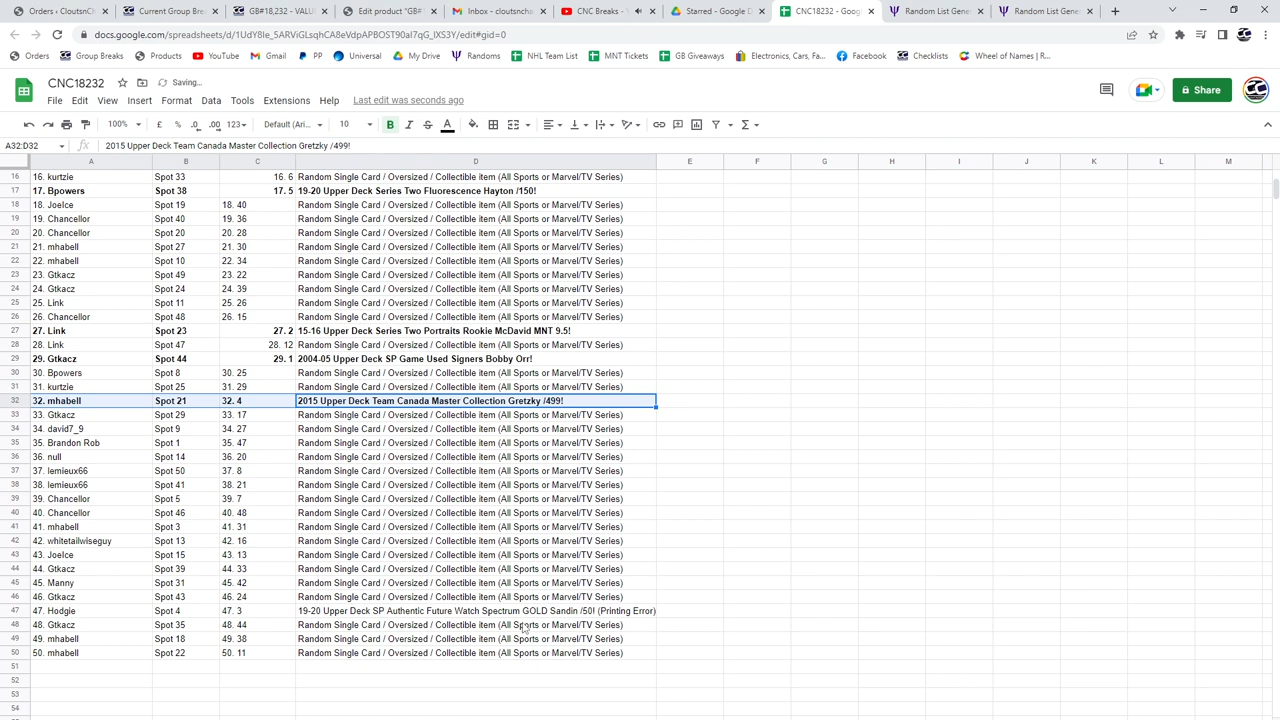 Orders ‹ CloutsnCh
Current Group Brea
GB#18,232 - VALU
Edit product "GB#
Inbox - cloutsnchar
CNC Breaks -
Starred - Google D
CNC18232 - Goog
Random List Gene
Random List Gene
docs.google.com/spreadsheets/d/1UdY8Ie_5ARViGLsqhCA8eVdpAPBOST90aI7qG_IXS3Y/edit#gid=0
Orders Group Breaks Products YouTube Gmail PP Universal My Drive Randoms NHL Team List MNT Tickets GB Giveaways Electronics, Cars, Fa... Facebook Checklists Wheel of Names | R...
CNC18232 Saving...
File Edit View Insert Format Data Tools Extensions Help Last edit was seconds ago
Share
100% £ % .0 .00 123 Default (Ari... 10 B I S A
A32:D32 fx 2015 Upper Deck Team Canada Master Collection Gretzky /499!
A B C D E F G H I J K L M
16 16. kurtzie Spot 33 16. 6 Random Single Card / Oversized / Collectible item (All Sports or Marvel/TV Series)
17 17. Bpowers Spot 38 17. 5 19-20 Upper Deck Series Two Fluorescence Hayton /150!
18 18. JoeIce Spot 19 18. 40 Random Single Card / Oversized / Collectible item (All Sports or Marvel/TV Series)
19 19. Chancellor Spot 40 19. 36 Random Single Card / Oversized / Collectible item (All Sports or Marvel/TV Series)
20 20. Chancellor Spot 20 20. 28 Random Single Card / Oversized / Collectible item (All Sports or Marvel/TV Series)
21 21. mhabell Spot 27 21. 30 Random Single Card / Oversized / Collectible item (All Sports or Marvel/TV Series)
22 22. mhabell Spot 10 22. 34 Random Single Card / Oversized / Collectible item (All Sports or Marvel/TV Series)
23 23. Gtkacz Spot 49 23. 22 Random Single Card / Oversized / Collectible item (All Sports or Marvel/TV Series)
24 24. Gtkacz Spot 24 24. 39 Random Single Card / Oversized / Collectible item (All Sports or Marvel/TV Series)
25 25. Link Spot 11 25. 26 Random Single Card / Oversized / Collectible item (All Sports or Marvel/TV Series)
26 26. Chancellor Spot 48 26. 15 Random Single Card / Oversized / Collectible item (All Sports or Marvel/TV Series)
27 27. Link Spot 23 27. 2 15-16 Upper Deck Series Two Portraits Rookie McDavid MNT 9.5!
28 28. Link Spot 47 28. 12 Random Single Card / Oversized / Collectible item (All Sports or Marvel/TV Series)
29 29. Gtkacz Spot 44 29. 1 2004-05 Upper Deck SP Game Used Signers Bobby Orr!
30 30. Bpowers Spot 8 30. 25 Random Single Card / Oversized / Collectible item (All Sports or Marvel/TV Series)
31 31. kurtzie Spot 25 31. 29 Random Single Card / Oversized / Collectible item (All Sports or Marvel/TV Series)
32 32. mhabell Spot 21 32. 4 2015 Upper Deck Team Canada Master Collection Gretzky /499!
33 33. Gtkacz Spot 29 33. 17 Random Single Card / Oversized / Collectible item (All Sports or Marvel/TV Series)
34 34. david7_9 Spot 9 34. 27 Random Single Card / Oversized / Collectible item (All Sports or Marvel/TV Series)
35 35. Brandon Rob Spot 1 35. 47 Random Single Card / Oversized / Collectible item (All Sports or Marvel/TV Series)
36 36. null Spot 14 36. 20 Random Single Card / Oversized / Collectible item (All Sports or Marvel/TV Series)
37 37. lemieux66 Spot 50 37. 8 Random Single Card / Oversized / Collectible item (All Sports or Marvel/TV Series)
38 38. lemieux66 Spot 41 38. 21 Random Single Card / Oversized / Collectible item (All Sports or Marvel/TV Series)
39 39. Chancellor Spot 5 39. 7 Random Single Card / Oversized / Collectible item (All Sports or Marvel/TV Series)
40 40. Chancellor Spot 46 40. 48 Random Single Card / Oversized / Collectible item (All Sports or Marvel/TV Series)
41 41. mhabell Spot 3 41. 31 Random Single Card / Oversized / Collectible item (All Sports or Marvel/TV Series)
42 42. whitetailwiseguy Spot 13 42. 16 Random Single Card / Oversized / Collectible item (All Sports or Marvel/TV Series)
43 43. JoeIce Spot 15 43. 13 Random Single Card / Oversized / Collectible item (All Sports or Marvel/TV Series)
44 44. Gtkacz Spot 39 44. 33 Random Single Card / Oversized / Collectible item (All Sports or Marvel/TV Series)
45 45. Manny Spot 31 45. 42 Random Single Card / Oversized / Collectible item (All Sports or Marvel/TV Series)
46 46. Gtkacz Spot 43 46. 24 Random Single Card / Oversized / Collectible item (All Sports or Marvel/TV Series)
47 47. Hodgie Spot 4 47. 3 19-20 Upper Deck SP Authentic Future Watch Spectrum GOLD Sandin /50! (Printing Error)
48 48. Gtkacz Spot 35 48. 44 Random Single Card / Oversized / Collectible item (All Sports or Marvel/TV Series)
49 49. mhabell Spot 18 49. 38 Random Single Card / Oversized / Collectible item (All Sports or Marvel/TV Series)
50 50. mhabell Spot 22 50. 11 Random Single Card / Oversized / Collectible item (All Sports or Marvel/TV Series)
51
52
53
54